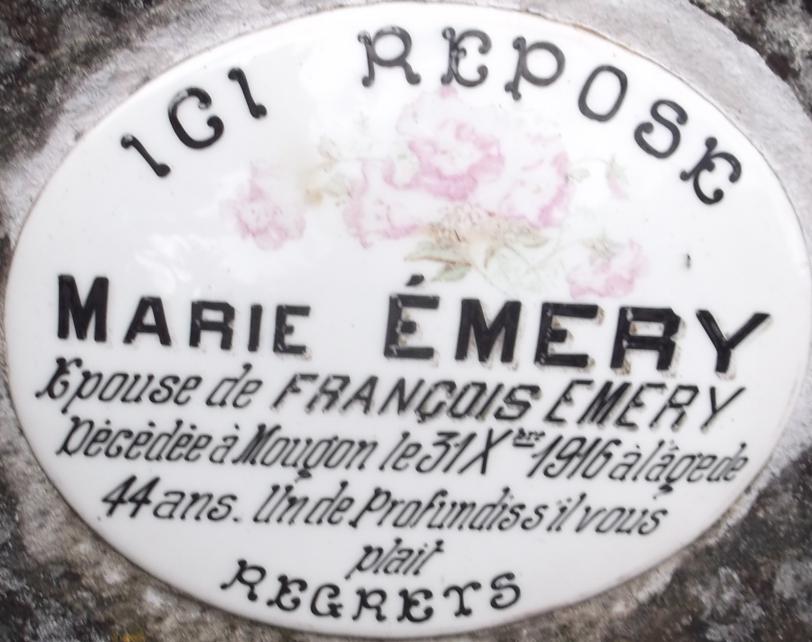 ICI REPOSE
MARIE ÉMERY
Epouse de FRANÇOIS EMERY
Décédée à Mougon le 31 Xbre 1916 à lâge de
44 ans. Un de Profundis s'il vous
plait
REGRETS